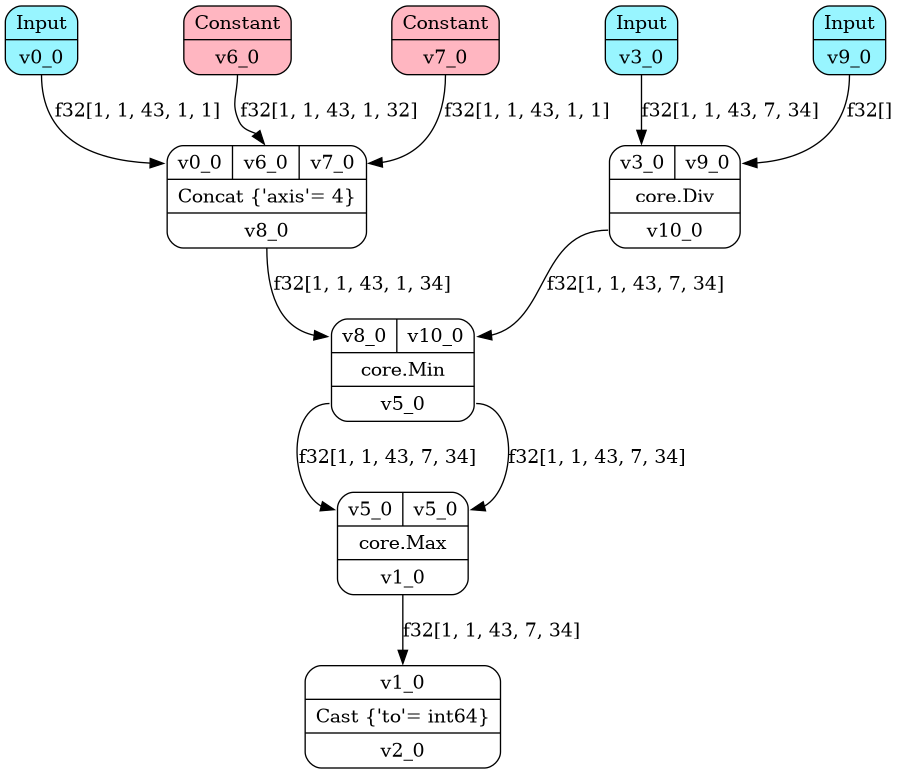 Input
v0_0
Constant
v6_0
Constant
v7_0
Input
v3_0
Input
v9_0
f32[1, 1, 43, 1, 1]
f32[1, 1, 43, 1, 32]
f32[1, 1, 43, 1, 1]
f32[1, 1, 43, 7, 34]
f32[]
v0_0 v6_0 v7_0
Concat {'axis'= 4}
v8_0
v3_0 v9_0
core.Div
v10_0
f32[1, 1, 43, 1, 34]
f32[1, 1, 43, 7, 34]
v8_0 v10_0
core.Min
v5_0
f32[1, 1, 43, 7, 34]
f32[1, 1, 43, 7, 34]
v5_0 v5_0
core.Max
v1_0
f32[1, 1, 43, 7, 34]
v1_0
Cast {'to'= int64}
v2_0